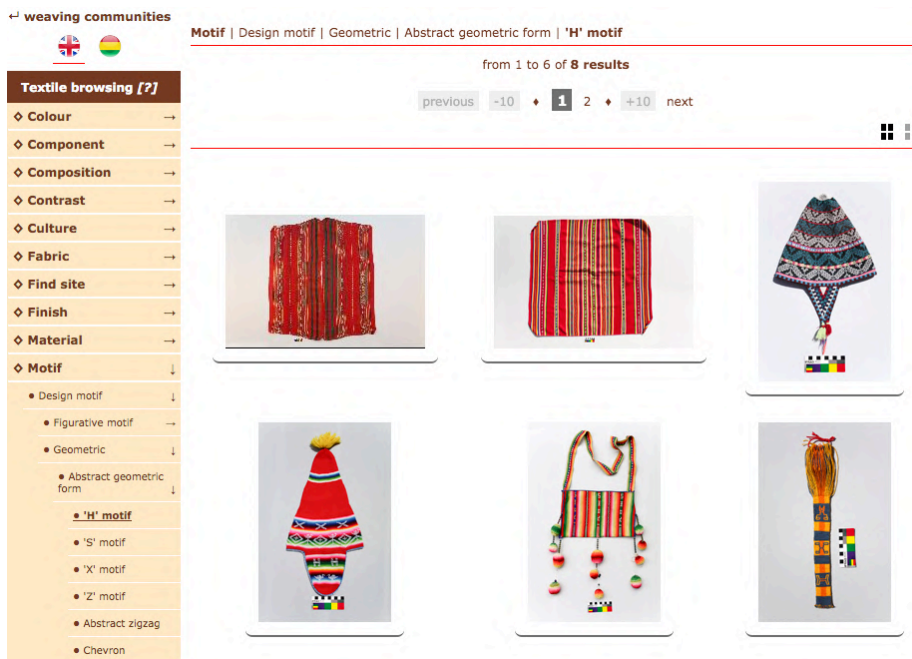 ↵ weaving communities
Textile browsing [?]
◇ Colour →
◇ Component →
◇ Composition →
◇ Contrast →
◇ Culture →
◇ Fabric →
◇ Find site →
◇ Finish →
◇ Material →
◇ Motif ↓
• Design motif ↓
• Figurative motif →
• Geometric ↓
• Abstract geometric
form ↓
• 'H' motif
• 'S' motif
• 'X' motif
• 'Z' motif
• Abstract zigzag
• Chevron
Motif | Design motif | Geometric | Abstract geometric form | 'H' motif
from 1 to 6 of 8 results
previous -10 ♦ 1 2 ♦ +10 next